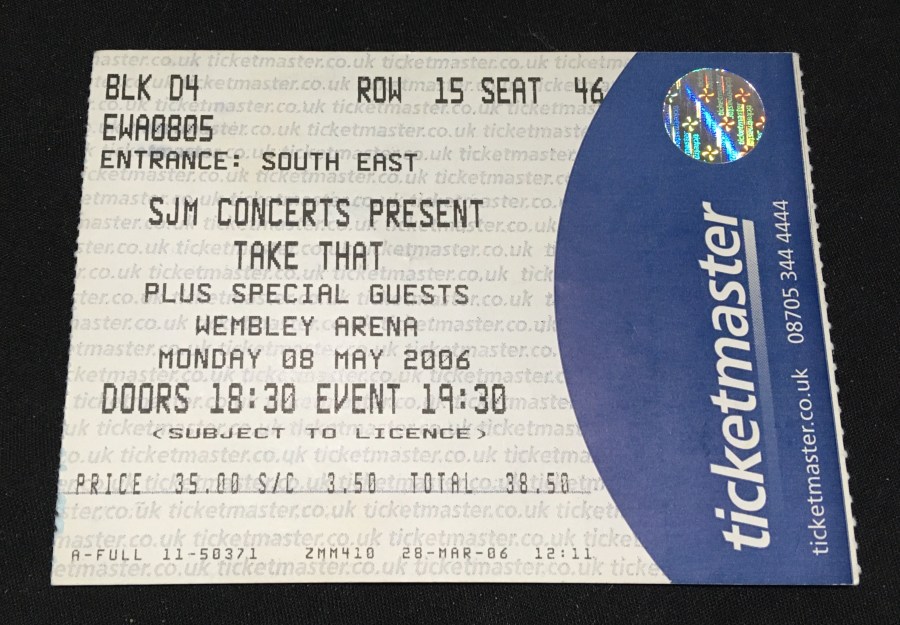 BLK D4 ROW 15 SEAT 46
EWA0805
ENTRANCE: SOUTH EAST
SJM CONCERTS PRESENT
TAKE THAT
PLUS SPECIAL GUESTS
WEMBLEY ARENA
MONDAY 08 MAY 2006
DOORS 18:30 EVENT 19:30
(SUBJECT TO LICENCE)
PRICE 35.00 S/C 3.50 TOTAL 38.50
A-FULL 11-50371 ZMM410 28-MAR-06 12:11
ticketmaster
ticketmaster.co.uk 08705 344 4444